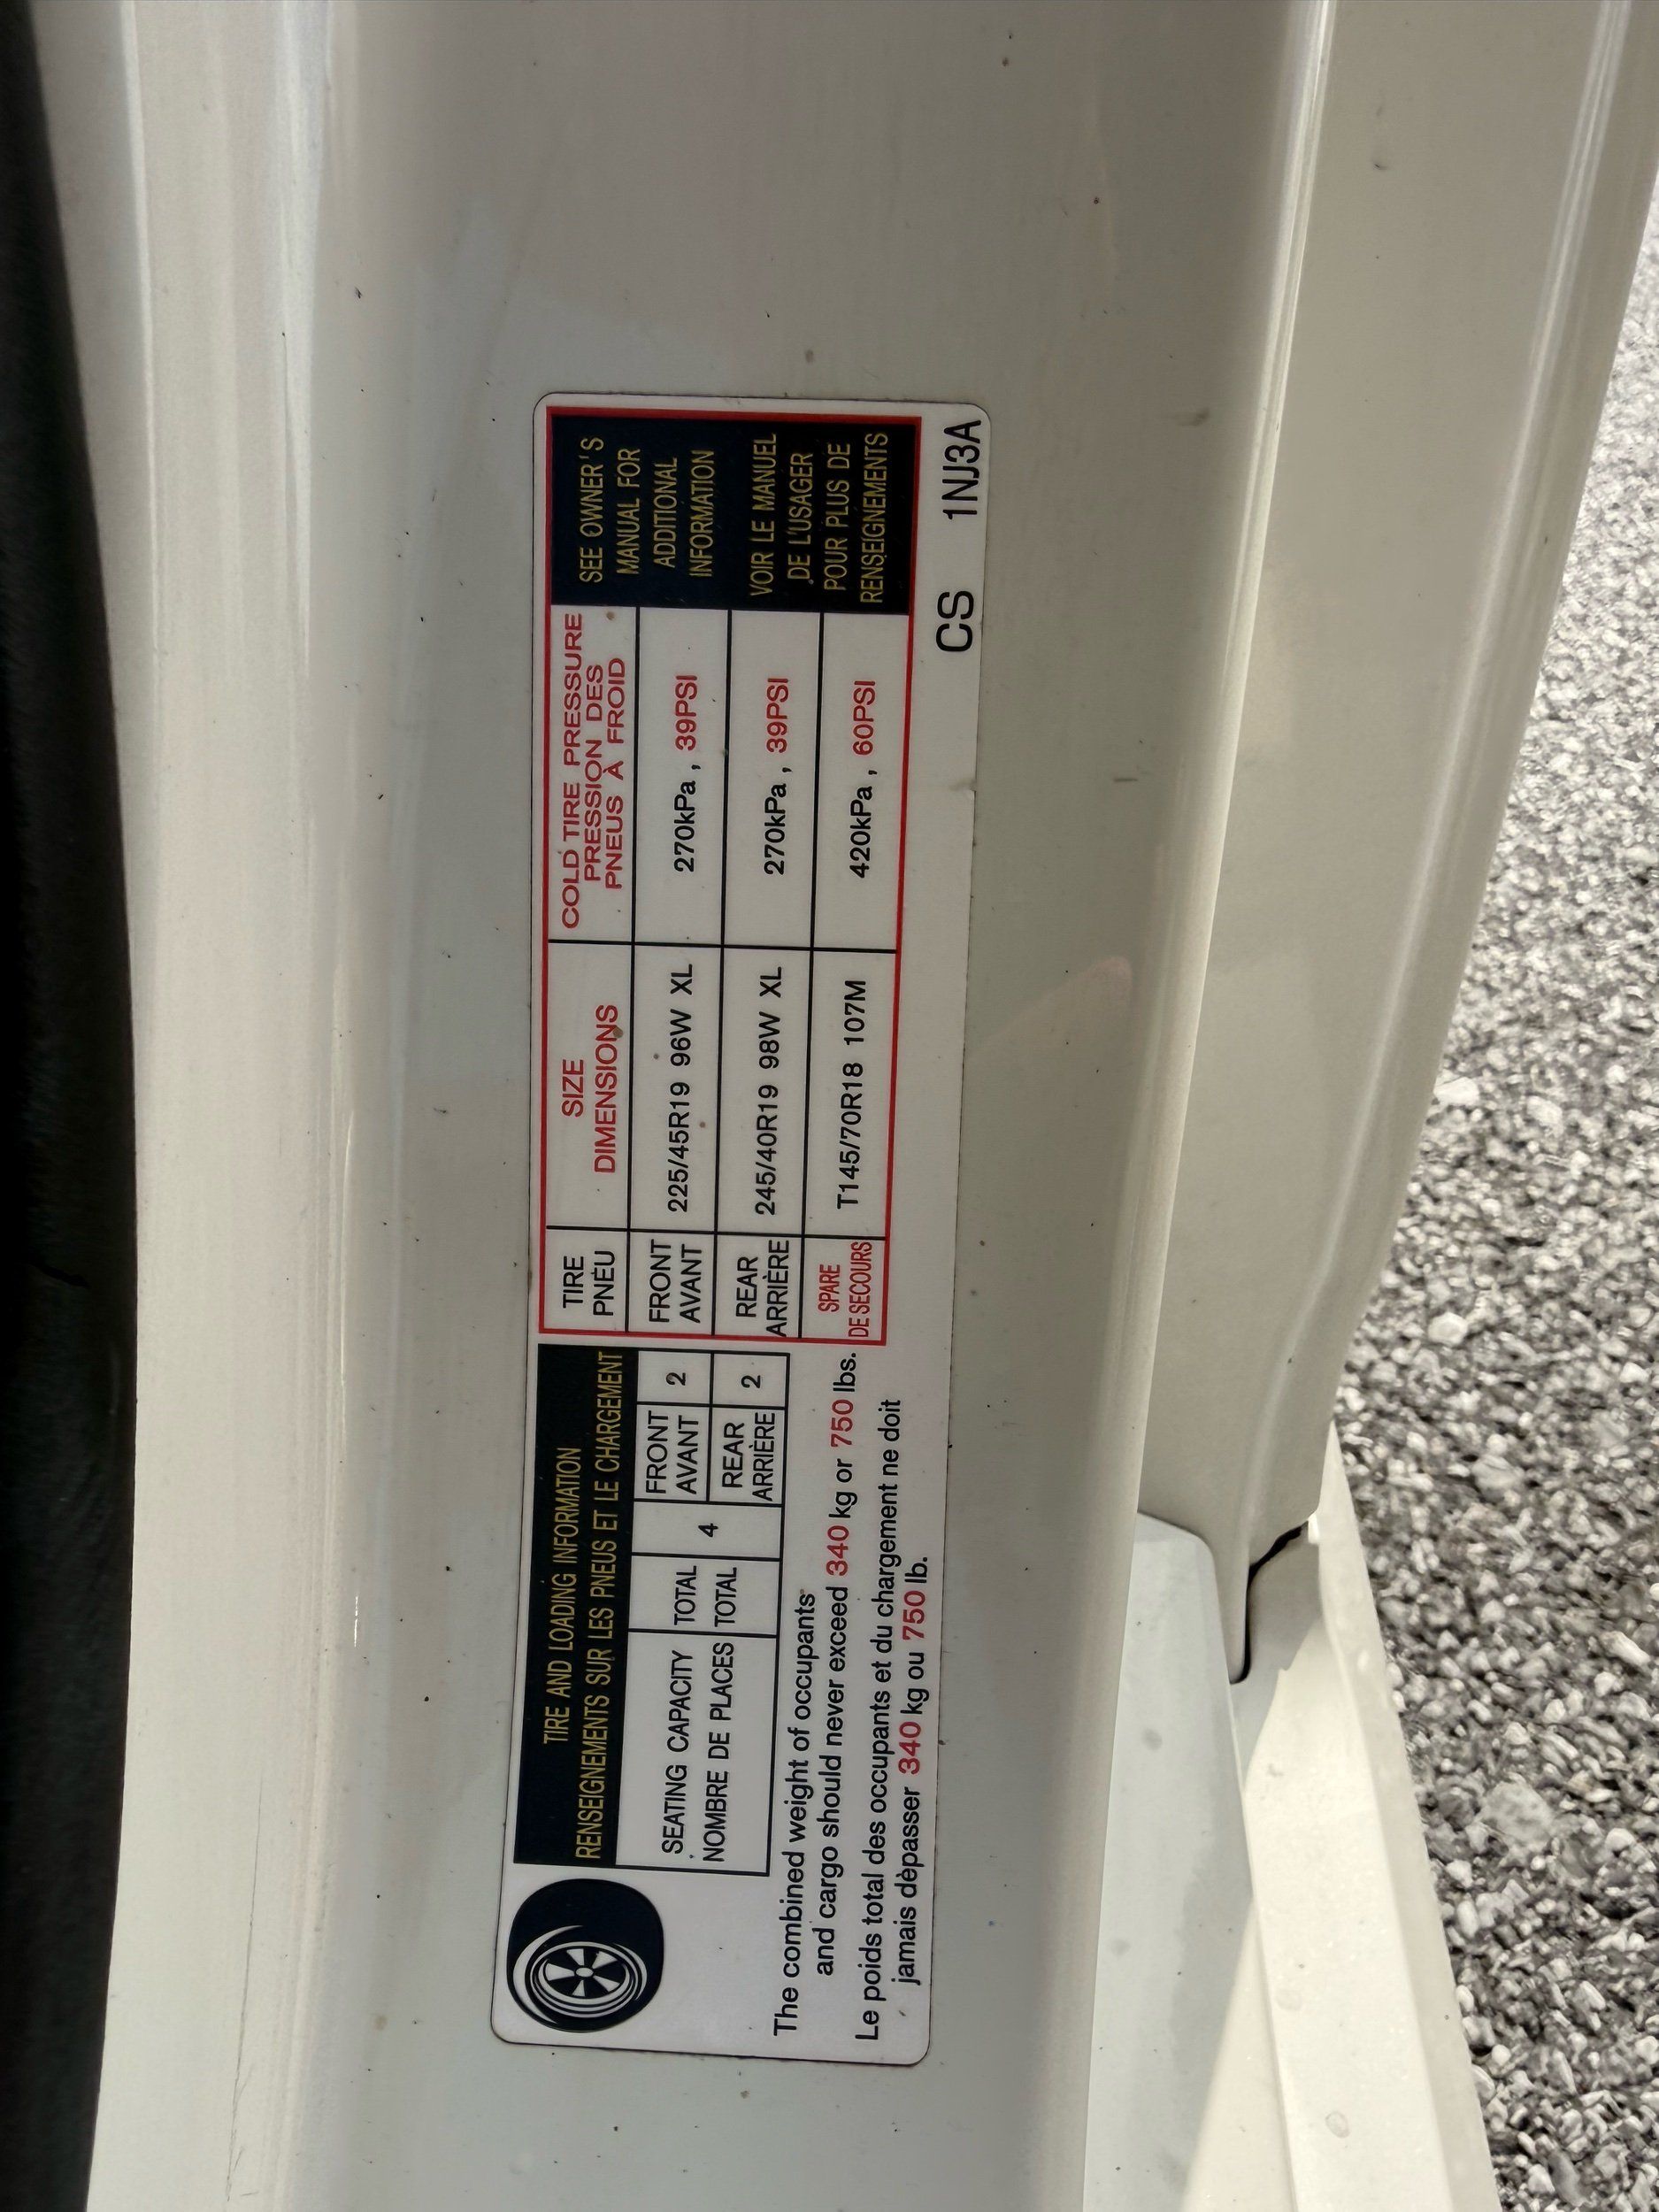 TIRE AND LOADING INFORMATION
RENSEIGNEMENTS SUR LES PNEUS ET LE CHARGEMENT
SEATING CAPACITY
NOMBRE DE PLACES
TOTAL
TOTAL
4
FRONT
AVANT
2
REAR
ARRIÈRE
2
The combined weight of occupants
and cargo should never exceed 340 kg or 750 lbs.
Le poids total des occupants et du chargement ne doit
jamais dèpasser 340 kg ou 750 lb.
TIRE
PNEU
SIZE
DIMENSIONS
COLD TIRE PRESSURE
PRESSION DES
PNEUS À FROID
FRONT
AVANT
225/45R19 96W XL
270kPa, 39PSI
REAR
ARRIÈRE
245/40R19 98W XL
270kPa, 39PSI
SPARE
DE SECOURS
T145/70R18 107M
420kPa, 60PSI
SEE OWNER'S
MANUAL FOR
ADDITIONAL
INFORMATION
VOIR LE MANUEL
DE L'USAGER
POUR PLUS DE
RENSEIGNEMENTS
CS 1NJ3A